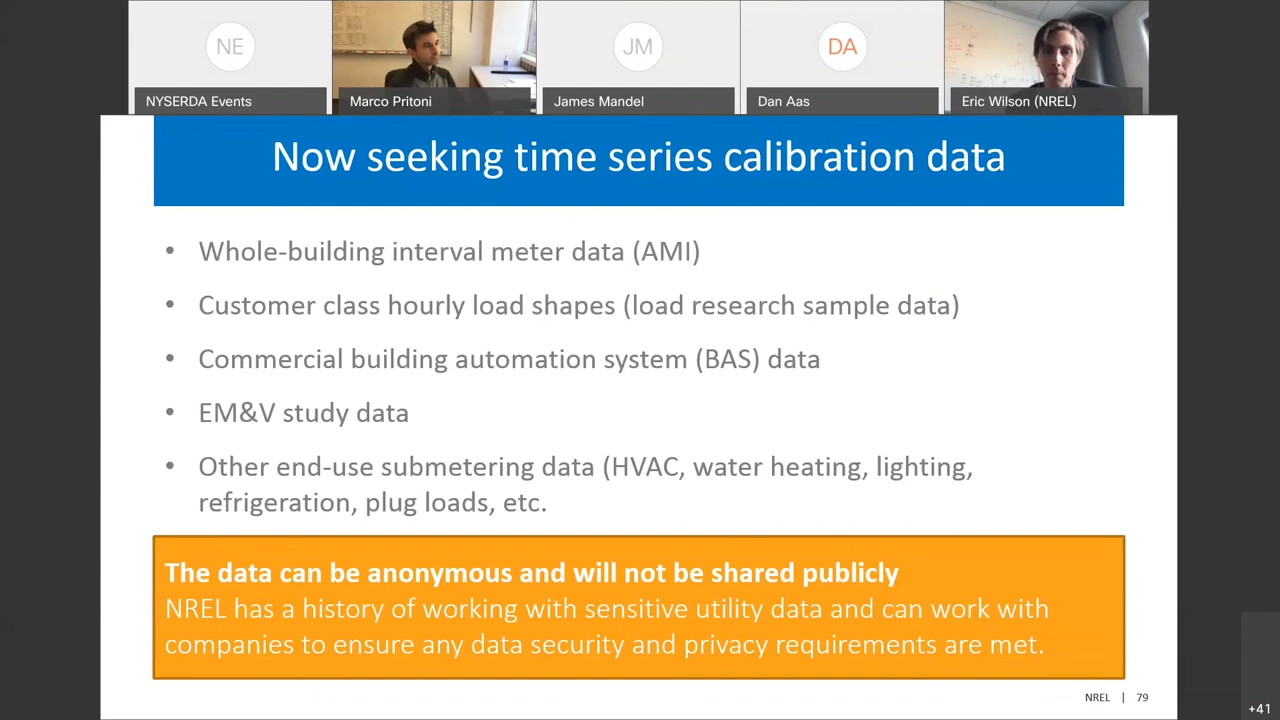 NE
JM
DA
NYSERDA Events
Marco Pritoni
James Mandel
Dan Aas
Eric Wilson (NREL)
Now seeking time series calibration data
• Whole-building interval meter data (AMI)
• Customer class hourly load shapes (load research sample data)
• Commercial building automation system (BAS) data
• EM&V study data
• Other end-use submetering data (HVAC, water heating, lighting,
refrigeration, plug loads, etc.
The data can be anonymous and will not be shared publicly
NREL has a history of working with sensitive utility data and can work with
companies to ensure any data security and privacy requirements are met.
NREL | 79
+41